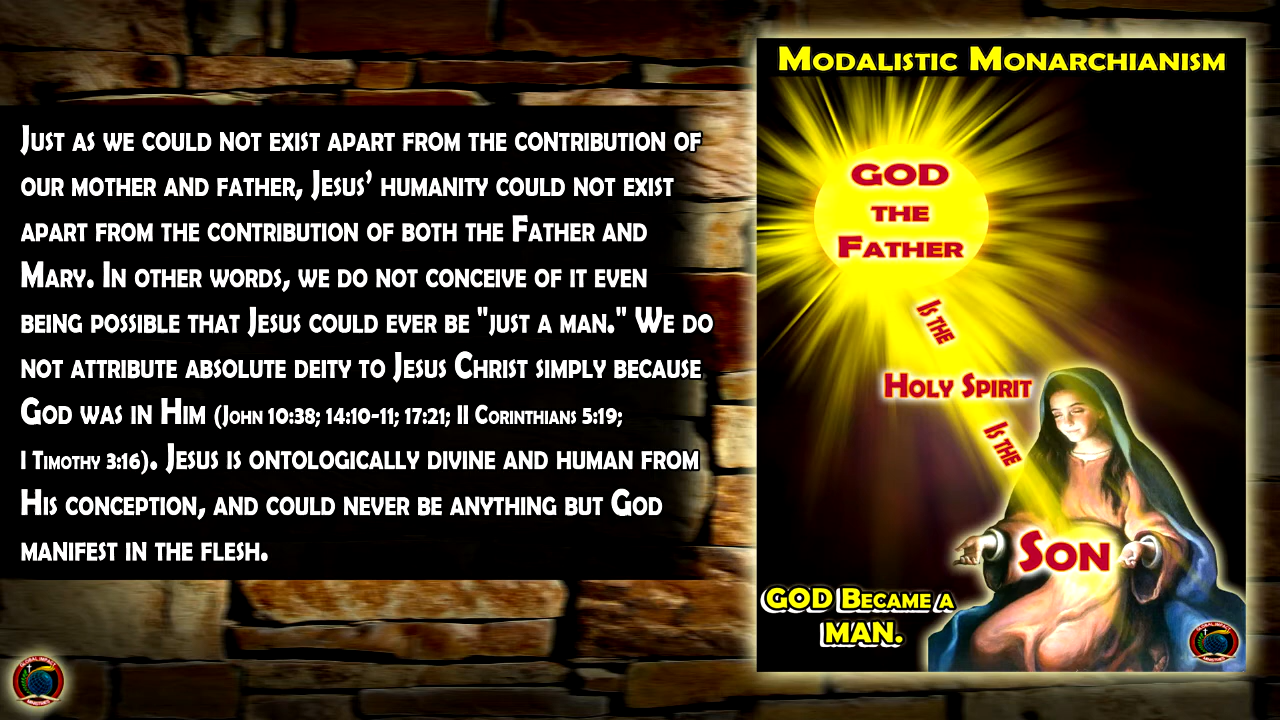 Just as we could not exist apart from the contribution of
our mother and father, Jesus’ humanity could not exist
apart from the contribution of both the Father and
Mary. In other words, we do not conceive of it even
being possible that Jesus could ever be "just a man." We do
not attribute absolute deity to Jesus Christ simply because
God was in Him (John 10:38; 14:10-11; 17:21; II Corinthians 5:19;
I Timothy 3:16). Jesus is ontologically divine and human from
His conception, and could never be anything but God
manifest in the flesh.
Modalistic Monarchianism
GOD
THE
Father
Is the
Holy Spirit
Is the
Son
GOD Became a
MAN.
GLOBAL IMPACT
MINISTRIES
GLOBAL IMPACT
MINISTRIES